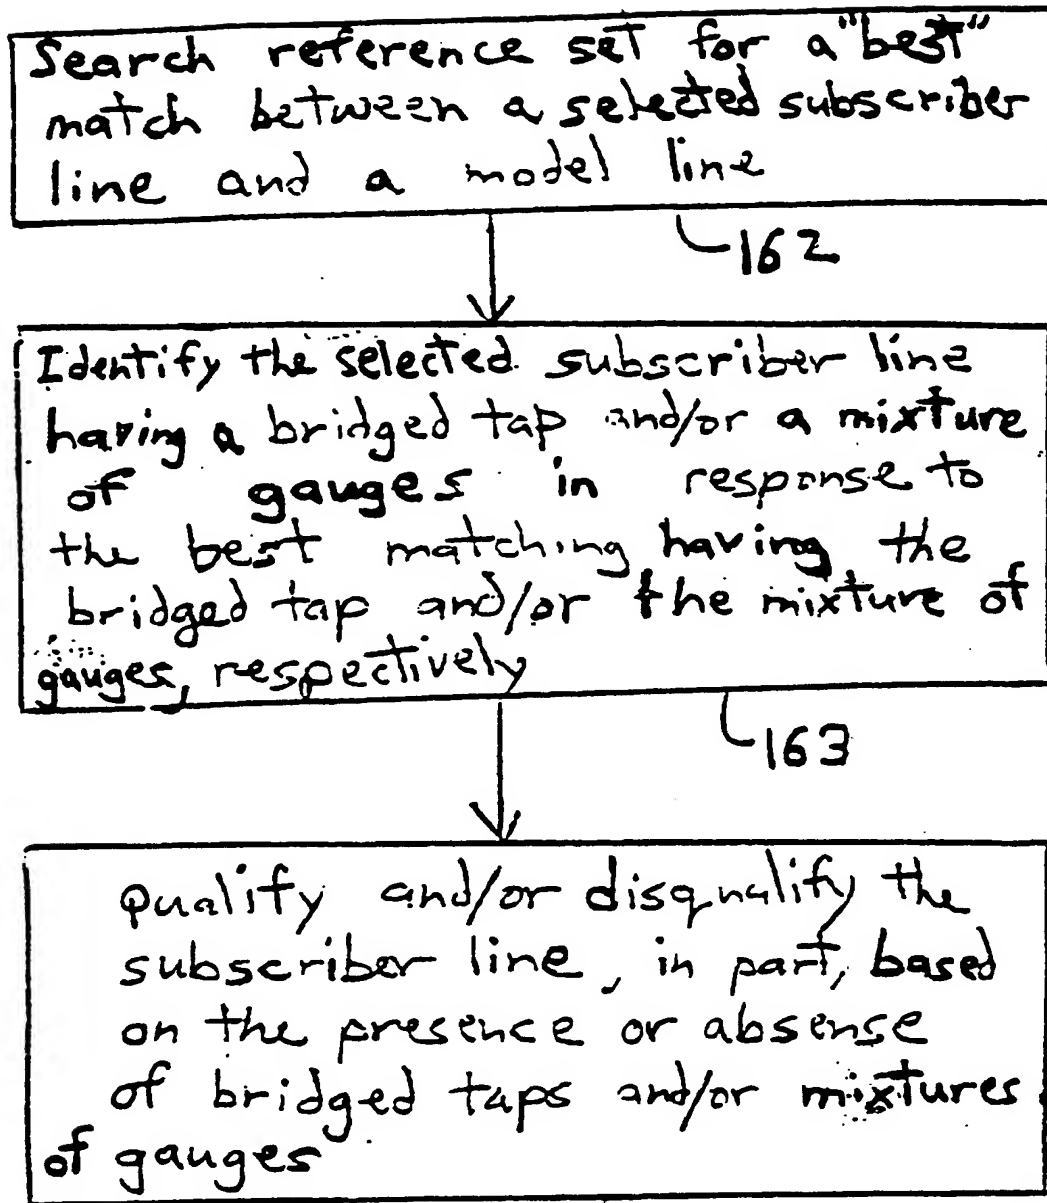 Search reference set for a "best"
match between a selected subscriber
line and a model line
162
Identify the selected subscriber line
having a bridged tap and/or a mixture
of gauges in response to
the best matching having the
bridged tap and/or the mixture of
gauges, respectively
163
Qualify and/or disqualify the
subscriber line, in part, based
on the presence or absense
of bridged taps and/or mixtures
of gauges